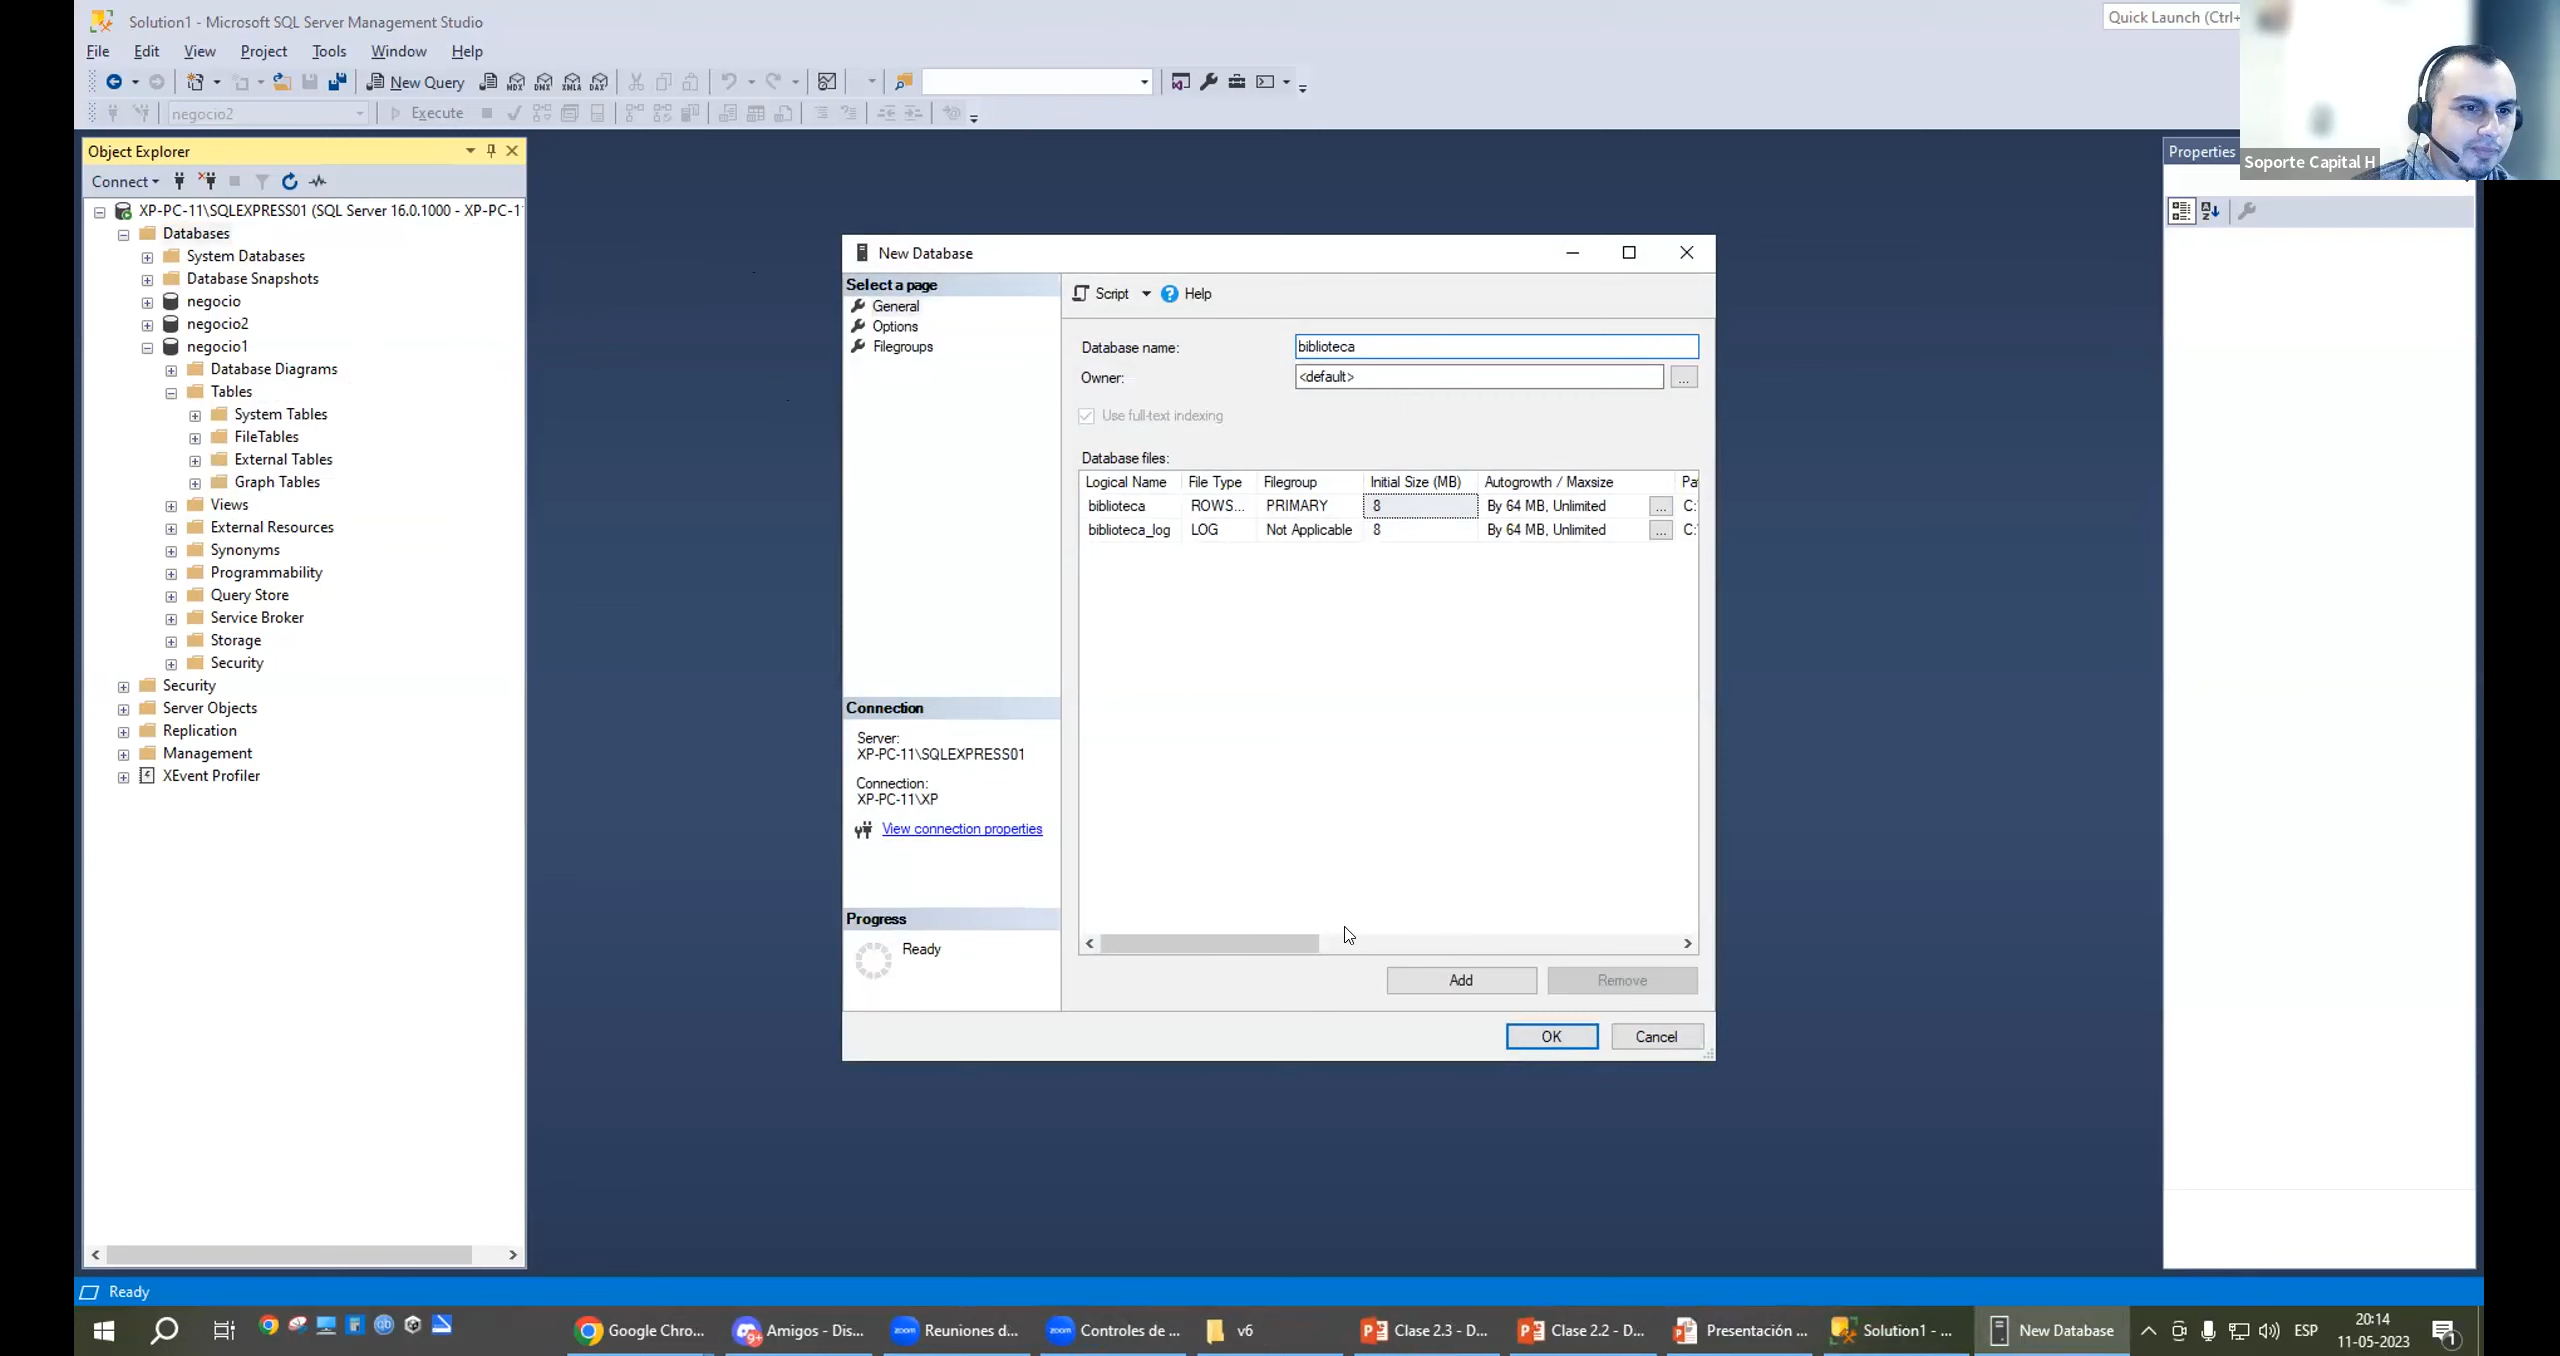 Solution1 - Microsoft SQL Server Management Studio
Quick Launch (Ctrl+
File Edit View Project Tools Window Help
New Query MDX DMX XMLA DAX
negocio2 Execute
Soporte Capital H
Object Explorer
Properties
Connect
XP-PC-11\SQLEXPRESS01 (SQL Server 16.0.1000 - XP-PC-1
Databases
System Databases
Database Snapshots
negocio
negocio2
negocio1
Database Diagrams
Tables
System Tables
FileTables
External Tables
Graph Tables
Views
External Resources
Synonyms
Programmability
Query Store
Service Broker
Storage
Security
Security
Server Objects
Replication
Management
XEvent Profiler
New Database
Select a page
General
Options
Filegroups
Script Help
Database name: biblioteca
Owner: <default> ...
Use full-text indexing
Database files:
Logical Name File Type Filegroup Initial Size (MB) Autogrowth / Maxsize Pa
biblioteca ROWS... PRIMARY 8 By 64 MB, Unlimited ... C:
biblioteca_log LOG Not Applicable 8 By 64 MB, Unlimited ... C:
Connection
Server:
XP-PC-11\SQLEXPRESS01
Connection:
XP-PC-11\XP
View connection properties
Progress
Ready
Add Remove
OK Cancel
Ready
Google Chro... Amigos - Dis... Reuniones d... Controles de ... v6 Clase 2.3 - D... Clase 2.2 - D... Presentación ... Solution1 - ... New Database ESP 20:14
11-05-2023